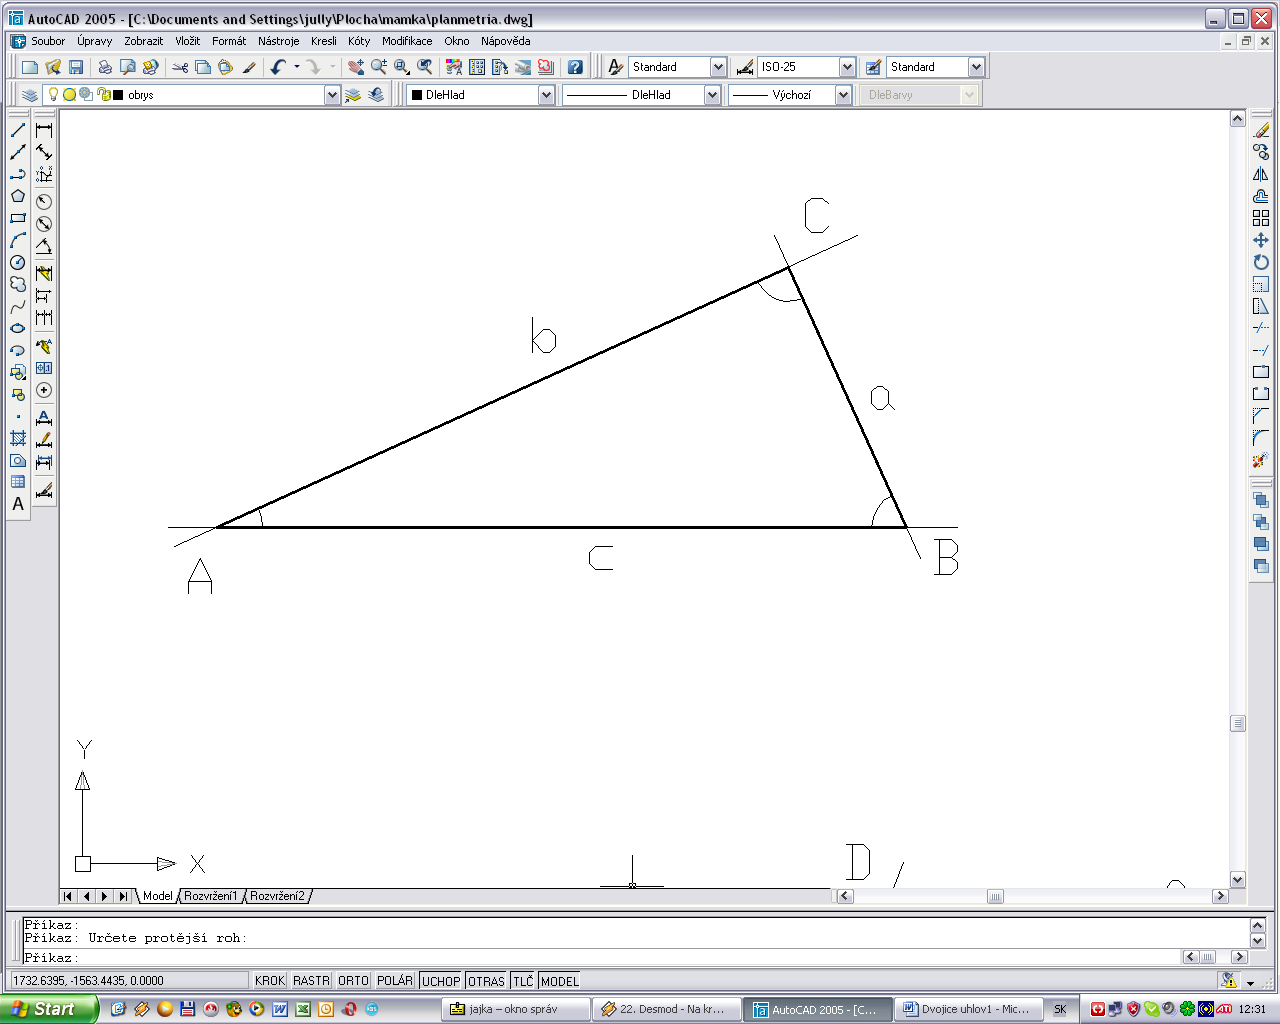 AutoCAD 2005 - [C:\Documents and Settings\jully\Plocha\mamka\planmetria.dwg]
Soubor Úpravy Zobrazit Vložit Formát Nástroje Kresli Kóty Modifikace Okno Nápověda
Standard ISO-25 Standard
obrys DleHlad DleHlad Výchozí DleBarvy
C
b
a
A
c
B
Y
X
D
Model Rozvržení1 Rozvržení2
Příkaz:
Příkaz: Určete protější roh:
Příkaz:
1732.6395, -1563.4435, 0.0000 KROK RASTR ORTO POLÁR UCHOP OTRAS TLČ MODEL
Start jajka – okno správ 22. Desmod - Na kr... AutoCAD 2005 - [C... Dvojice uhlov1 - Mic... SK 12:31